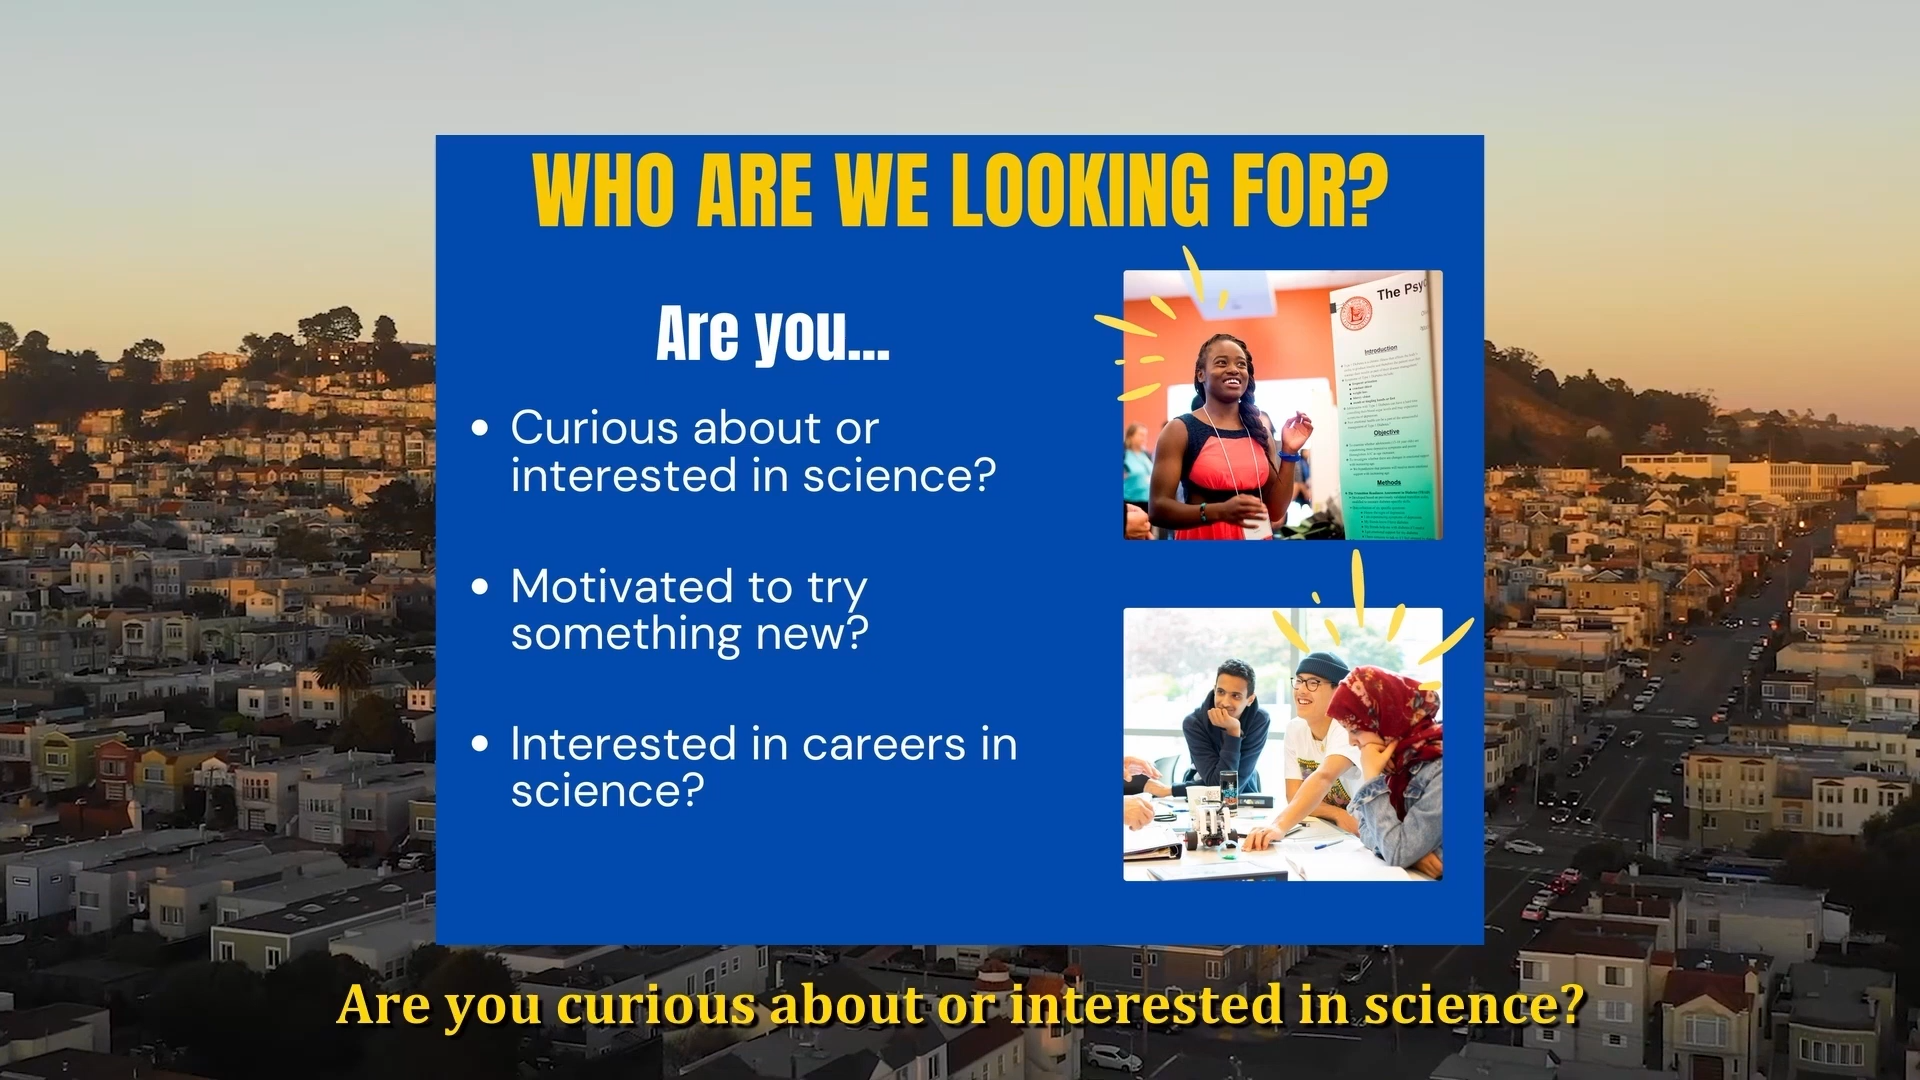 WHO ARE WE LOOKING FOR?
Are you...
• Curious about or
interested in science?
• Motivated to try
something new?
• Interested in careers in
science?
The Psyc
Introduction
Objective
Methods
Are you curious about or interested in science?